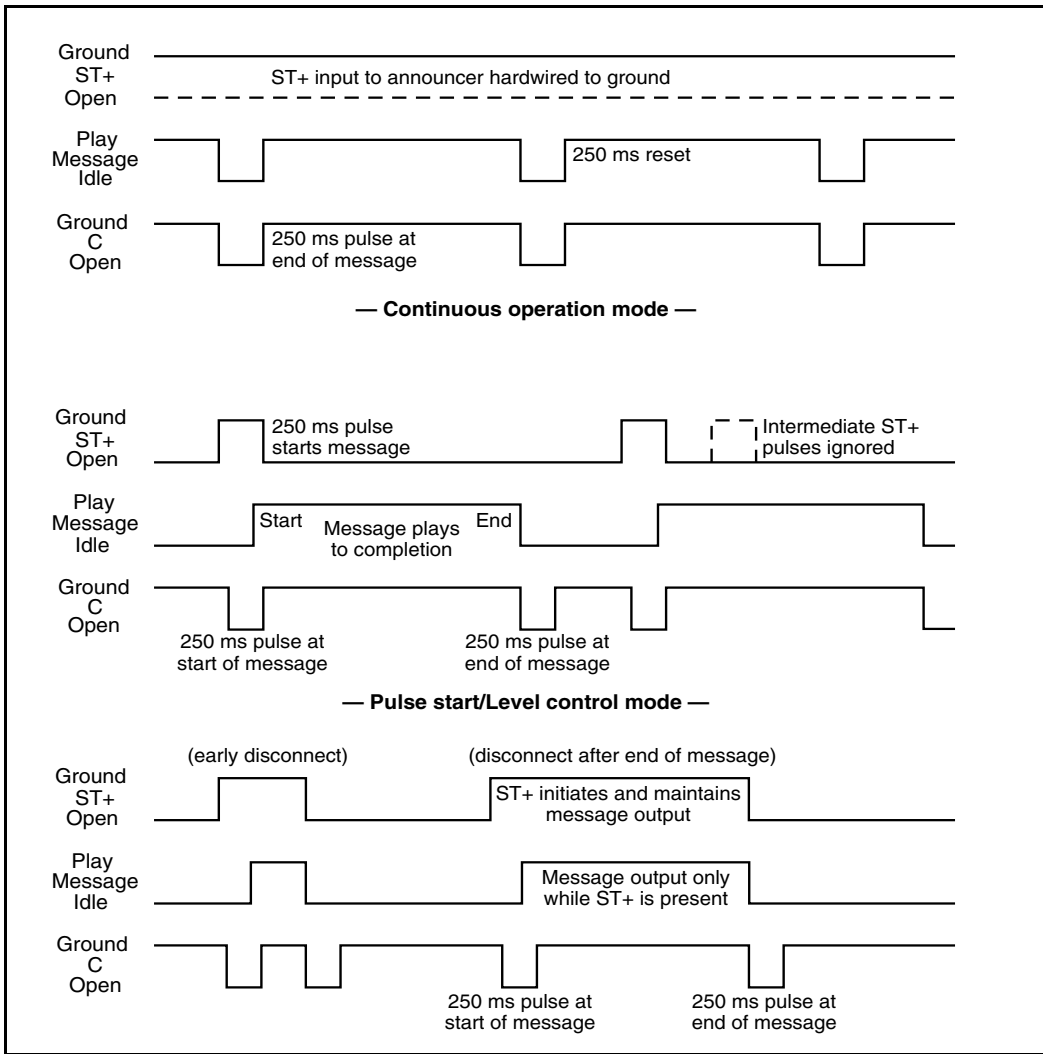 Ground
ST+
Open
ST+ input to announcer hardwired to ground
Play
Message
Idle
250 ms reset
Ground
C
Open
250 ms pulse at
end of message
— Continuous operation mode —
Ground
ST+
Open
250 ms pulse
starts message
Intermediate ST+
pulses ignored
Play
Message
Idle
Start
Message plays
to completion
End
Ground
C
Open
250 ms pulse at
start of message
250 ms pulse at
end of message
— Pulse start/Level control mode —
(early disconnect)
(disconnect after end of message)
Ground
ST+
Open
ST+ initiates and maintains
message output
Play
Message
Idle
Message output only
while ST+ is present
Ground
C
Open
250 ms pulse at
start of message
250 ms pulse at
end of message